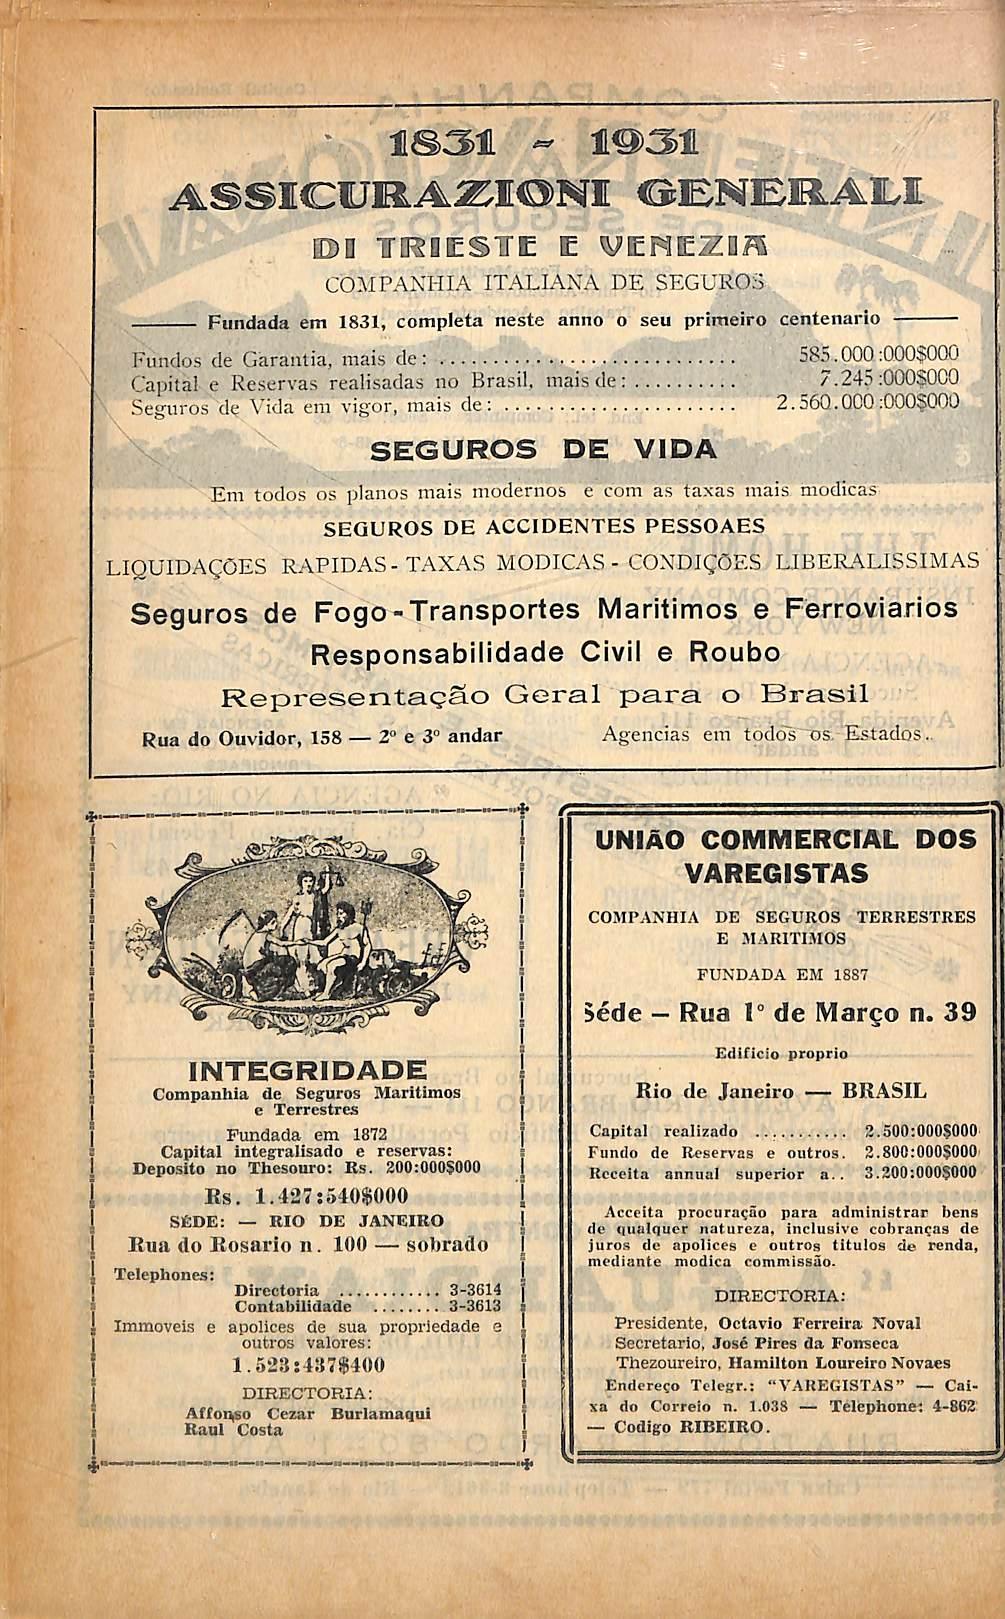 1831 - 1931
ASSICURAZIONI GENERALI
DI TRIESTE E VENEZIA
COMPANHIA ITALIANA DE SEGUROS
Fundada em 1831, completa neste anno o seu primeiro centenario
Fundos de Garantia, mais de: ........................... 585.000:000$000
Capital e Reservas realisadas no Brasil, mais de: .......... 7.245:000$000
Seguros de Vida em vigor, mais de: ...................... 2.560.000:000$000
SEGUROS DE VIDA
Em todos os planos mais modernos e com as taxas mais modicas
SEGUROS DE ACCIDENTES PESSOAES
LIQUIDAÇÕES RAPIDAS - TAXAS MODICAS - CONDIÇÕES LIBERALISSIMAS
Seguros de Fogo - Transportes Maritimos e Ferroviarios
Responsabilidade Civil e Roubo
Representação Geral para o Brasil
Rua do Ouvidor, 158 — 2º e 3º andar Agencias em todos os Estados..
INTEGRIDADE
Companhia de Seguros Maritimos
e Terrestres
Fundada em 1872
Capital integralisado e reservas:
Deposito no Thesouro: Rs. 200:000$000
Rs. 1.427:540$000
SÉDE: — RIO DE JANEIRO
Rua do Rosario n. 100 — sobrado
Telephones:
Directoria ............ 3-3614
Contabilidade ........ 3-3613
Immoveis e apolices de sua propriedade e
outros valores:
1.523:437$400
DIRECTORIA:
Affonso Cezar Burlamaqui
Raul Costa
UNIÃO COMMERCIAL DOS
VAREGISTAS
COMPANHIA DE SEGUROS TERRESTRES
E MARITIMOS
FUNDADA EM 1887
Séde — Rua 1º de Março n. 39
Edificio proprio
Rio de Janeiro — BRASIL
Capital realizado ........... 2.500:000$000
Fundo de Reservas e outros. 2.800:000$000
Receita annual superior a.. 3.200:000$000
Acceita procuração para administrar bens
de qualquer natureza, inclusive cobranças de
juros de apolices e outros titulos de renda,
mediante modica commissão.
DIRECTORIA:
Presidente, Octavio Ferreira Noval
Secretario, José Pires da Fonseca
Thezoureiro, Hamilton Loureiro Novaes
Endereço Telegr.: “VAREGISTAS” — Cai-
xa do Correio n. 1.038 — Telephone: 4-862
— Codigo RIBEIRO.